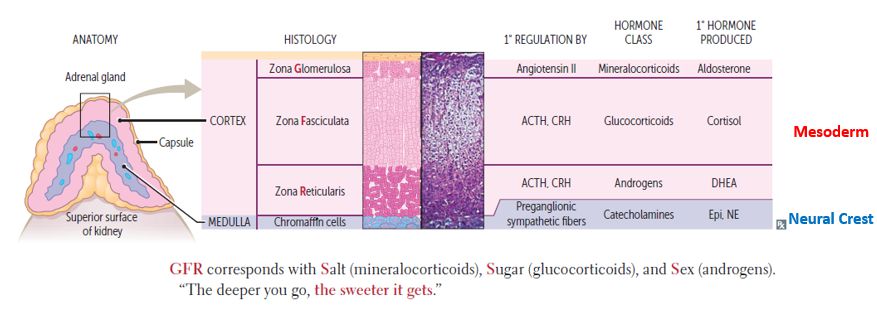 ANATOMY
HISTOLOGY
1° REGULATION BY
HORMONE
CLASS
1° HORMONE
PRODUCED
Adrenal gland
Capsule
Superior surface
of kidney
CORTEX
MEDULLA
Zona Glomerulosa
Angiotensin II
Mineralocorticoids
Aldosterone
Zona Fasciculata
ACTH, CRH
Glucocorticoids
Cortisol
Zona Reticularis
ACTH, CRH
Androgens
DHEA
Chromaffin cells
Preganglionic
sympathetic fibers
Catecholamines
Epi, NE
Mesoderm
Neural Crest
GFR corresponds with Salt (mineralocorticoids), Sugar (glucocorticoids), and Sex (androgens).
“The deeper you go, the sweeter it gets.”